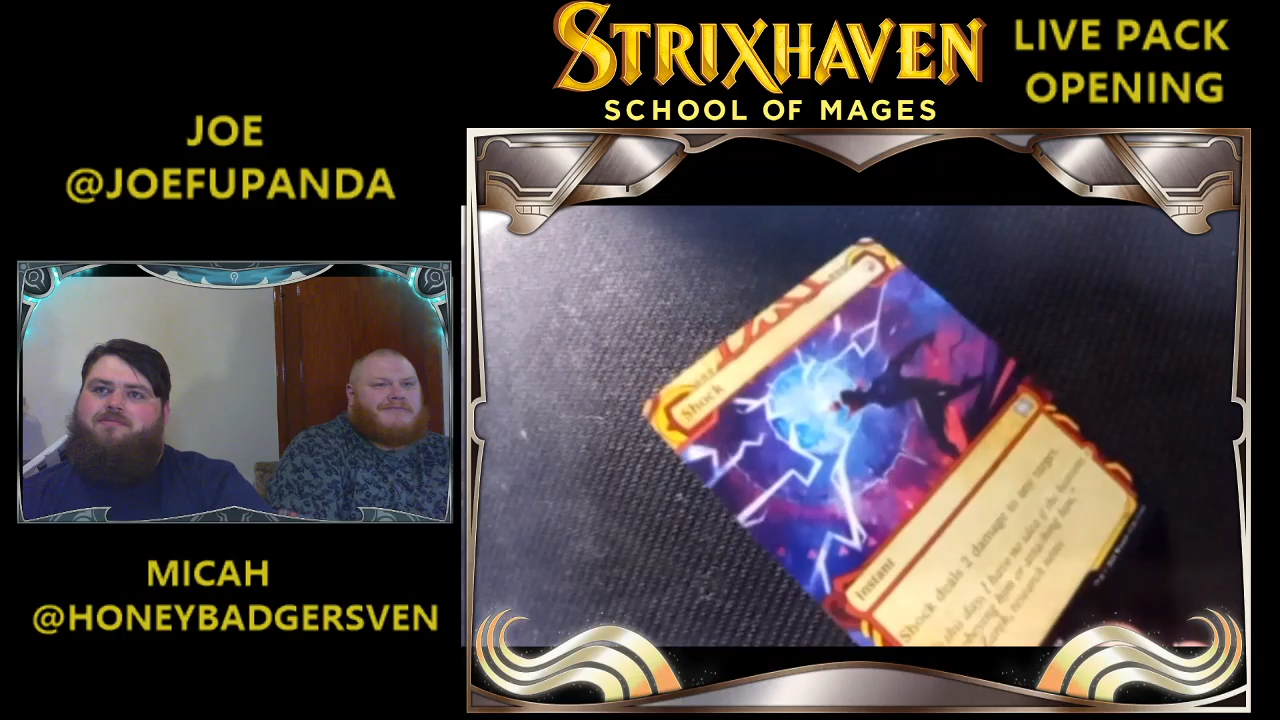 STRIXHAVEN
SCHOOL OF MAGES
LIVE PACK
OPENING
JOE
@JOEFUPANDA
MICAH
@HONEYBADGERSVEN
Shock
Instant
Shock deals 2 damage to any target.